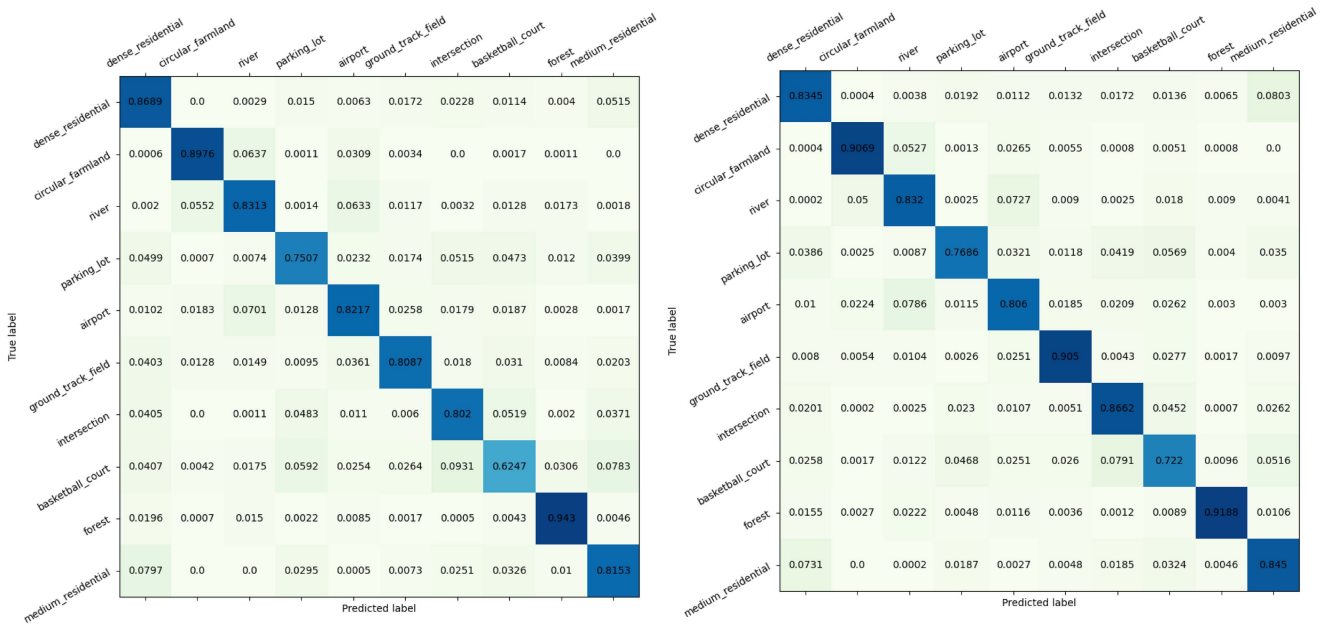 dense_residential circular_farmland river parking_lot airport ground_track_field intersection basketball_court forest medium_residential
dense_residential 0.8689 0.0 0.0029 0.015 0.0063 0.0172 0.0228 0.0114 0.004 0.0515
circular_farmland 0.0006 0.8976 0.0637 0.0011 0.0309 0.0034 0.0 0.0017 0.0011 0.0
river 0.002 0.0552 0.8313 0.0014 0.0633 0.0117 0.0032 0.0128 0.0173 0.0018
parking_lot 0.0499 0.0007 0.0074 0.7507 0.0232 0.0174 0.0515 0.0473 0.012 0.0399
airport 0.0102 0.0183 0.0701 0.0128 0.8217 0.0258 0.0179 0.0187 0.0028 0.0017
ground_track_field 0.0403 0.0128 0.0149 0.0095 0.0361 0.8087 0.018 0.031 0.0084 0.0203
intersection 0.0405 0.0 0.0011 0.0483 0.011 0.006 0.802 0.0519 0.002 0.0371
basketball_court 0.0407 0.0042 0.0175 0.0592 0.0254 0.0264 0.0931 0.6247 0.0306 0.0783
forest 0.0196 0.0007 0.015 0.0022 0.0085 0.0017 0.0005 0.0043 0.943 0.0046
medium_residential 0.0797 0.0 0.0 0.0295 0.0005 0.0073 0.0251 0.0326 0.01 0.8153
True label
Predicted label
dense_residential circular_farmland river parking_lot airport ground_track_field intersection basketball_court forest medium_residential
dense_residential 0.8345 0.0004 0.0038 0.0192 0.0112 0.0132 0.0172 0.0136 0.0065 0.0803
circular_farmland 0.0004 0.9069 0.0527 0.0013 0.0265 0.0055 0.0008 0.0051 0.0008 0.0
river 0.0002 0.05 0.832 0.0025 0.0727 0.009 0.0025 0.018 0.009 0.0041
parking_lot 0.0386 0.0025 0.0087 0.7686 0.0321 0.0118 0.0419 0.0569 0.004 0.035
airport 0.01 0.0224 0.0786 0.0115 0.806 0.0185 0.0209 0.0262 0.003 0.003
ground_track_field 0.008 0.0054 0.0104 0.0026 0.0251 0.905 0.0043 0.0277 0.0017 0.0097
intersection 0.0201 0.0002 0.0025 0.023 0.0107 0.0051 0.8662 0.0452 0.0007 0.0262
basketball_court 0.0258 0.0017 0.0122 0.0468 0.0251 0.026 0.0791 0.722 0.0096 0.0516
forest 0.0155 0.0027 0.0222 0.0048 0.0116 0.0036 0.0012 0.0089 0.9188 0.0106
medium_residential 0.0731 0.0 0.0002 0.0187 0.0027 0.0048 0.0185 0.0324 0.0046 0.845
True label
Predicted label